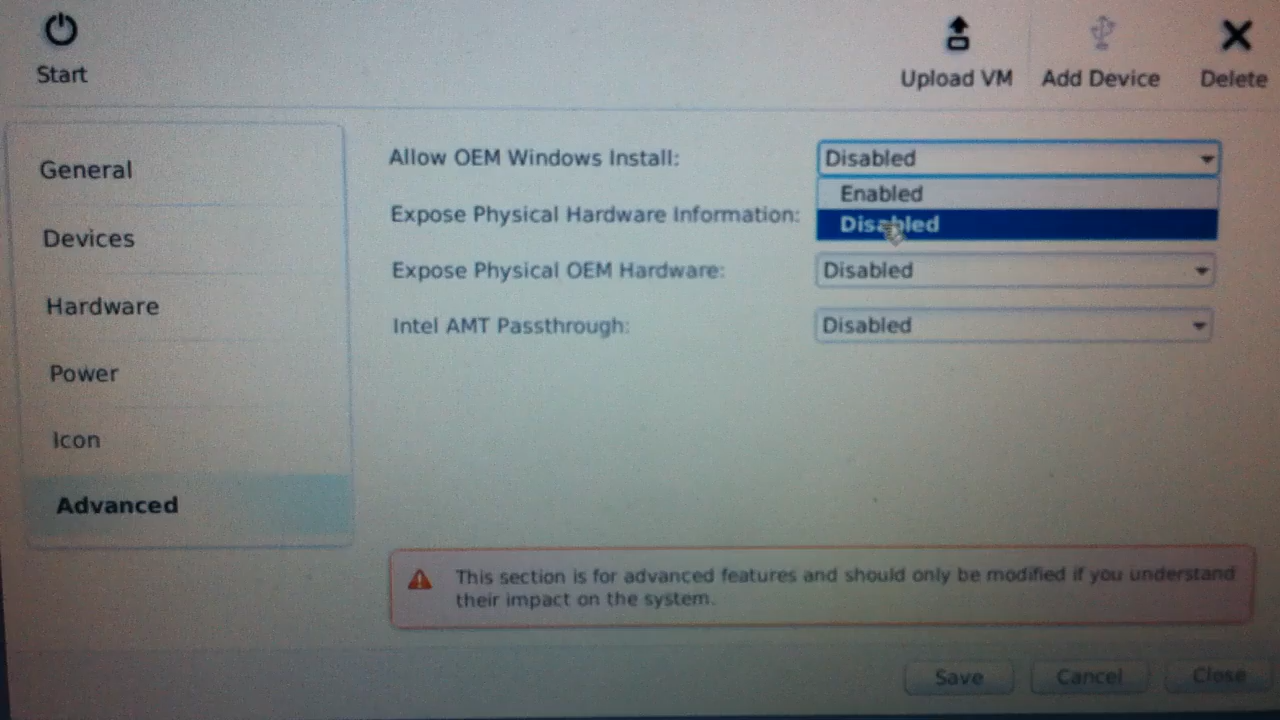 Start
Upload VM
Add Device
Delete
General
Devices
Hardware
Power
Icon
Advanced
Allow OEM Windows Install: Disabled
Enabled
Disabled
Expose Physical Hardware Information:
Expose Physical OEM Hardware: Disabled
Intel AMT Passthrough: Disabled
This section is for advanced features and should only be modified if you understand
their impact on the system.
Save
Cancel
Close